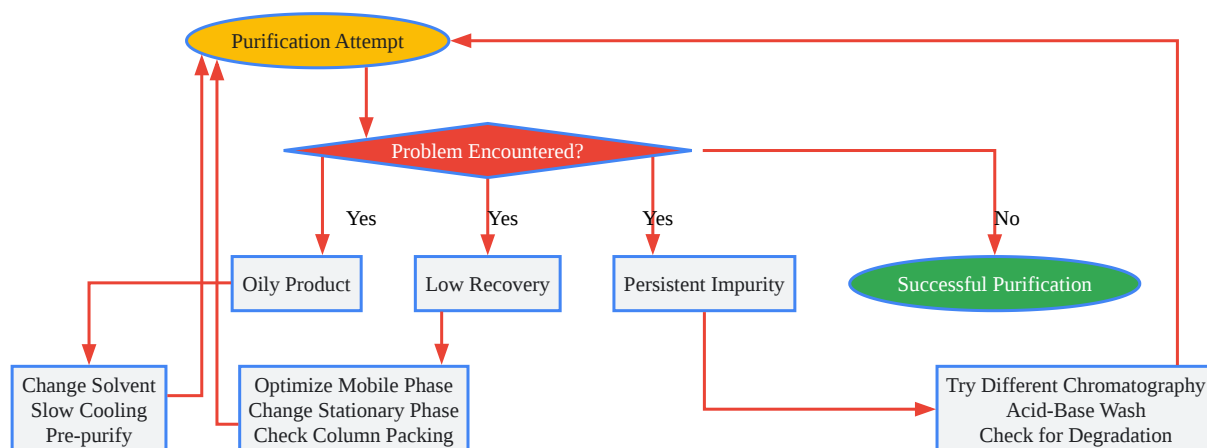 Purification Attempt
Problem Encountered?
Yes
Yes
Yes
No
Oily Product
Low Recovery
Persistent Impurity
Successful Purification
Change Solvent
Slow Cooling
Pre-purify
Optimize Mobile Phase
Change Stationary Phase
Check Column Packing
Try Different Chromatography
Acid-Base Wash
Check for Degradation